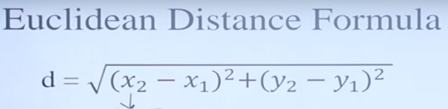 Euclidean Distance Formula
d = √(x₂ − x₁)²+(y₂ − y₁)²